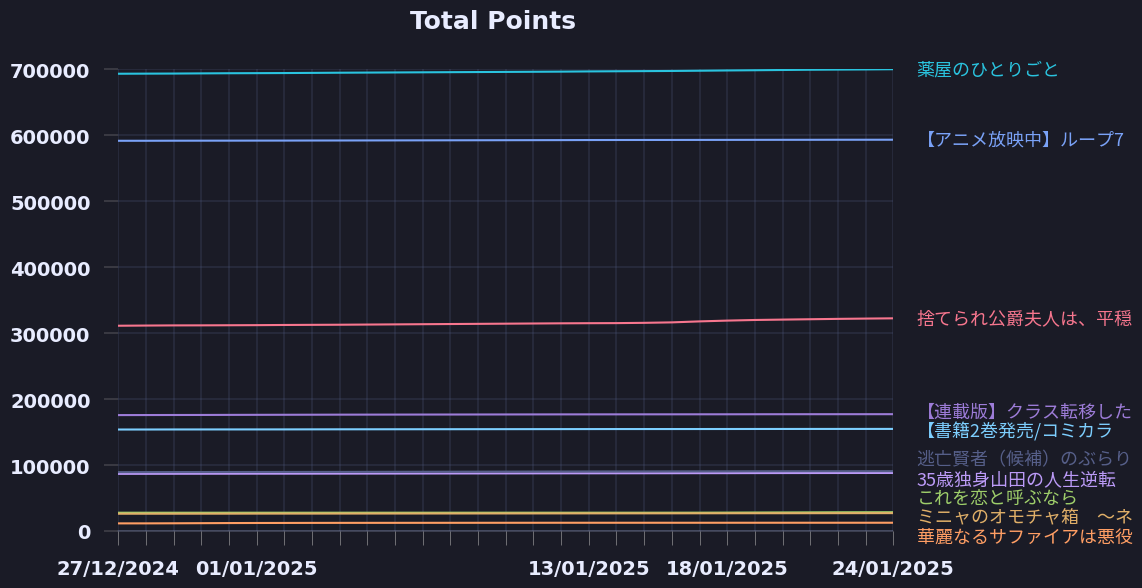 Total Points
700000
600000
500000
400000
300000
200000
100000
0
27/12/2024
01/01/2025
13/01/2025
18/01/2025
24/01/2025
薬屋のひとりごと
【アニメ放映中】ループ7
捨てられ公爵夫人は、平穏
【連載版】クラス転移した
【書籍2巻発売/コミカラ
逃亡賢者（候補）のぶらり
35歳独身山田の人生逆転
これを恋と呼ぶなら
ミニャのオモチャ箱　～ネ
華麗なるサファイアは悪役